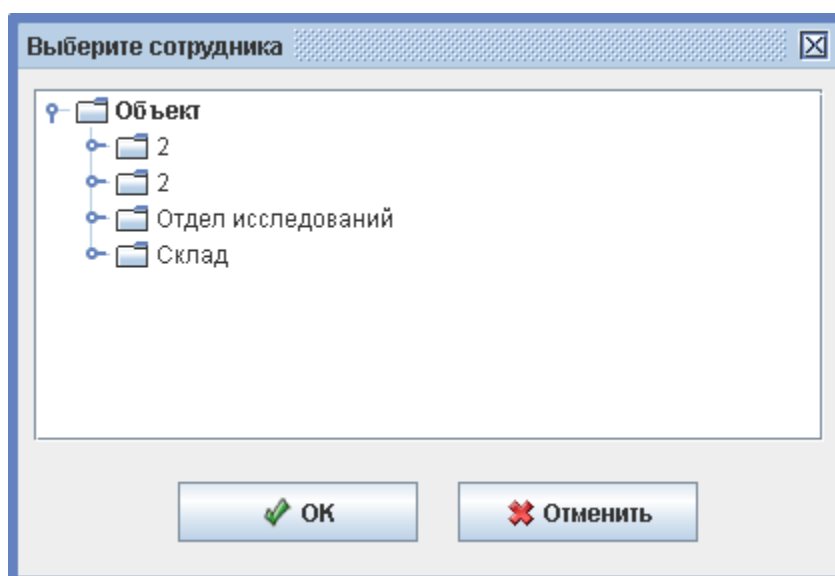 Выберите сотрудника
Объект
2
2
Отдел исследований
Склад
OK
Отменить